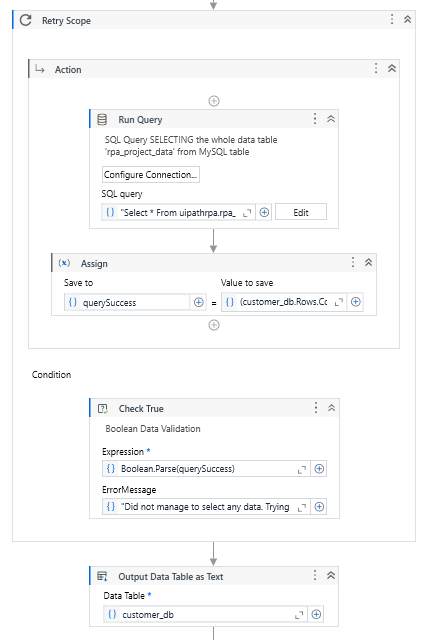 Retry Scope
Action
Run Query
SQL Query SELECTING the whole data table
'rpa_project_data' from MySQL table
Configure Connection...
SQL query
{} "Select * From uipathrpa.rpa_
Edit
(x) Assign
Save to
Value to save
{} querySuccess
=
{} (customer_db.Rows.Cc
Condition
Check True
Boolean Data Validation
Expression *
{} Boolean.Parse(querySuccess)
ErrorMessage
{} "Did not manage to select any data. Trying
Output Data Table as Text
Data Table *
{} customer_db